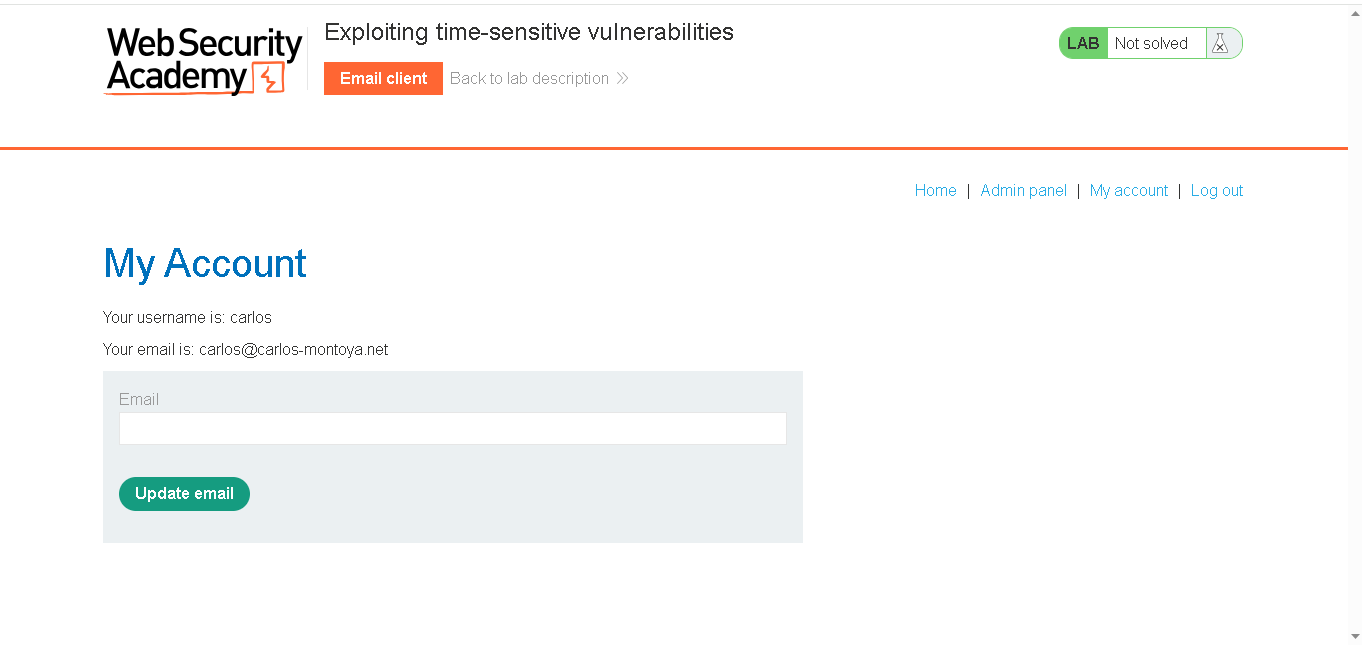 Web Security
Academy
Exploiting time-sensitive vulnerabilities
Email client Back to lab description
LAB Not solved
Home | Admin panel | My account | Log out
My Account
Your username is: carlos
Your email is: carlos@carlos-montoya.net
Email
Update email